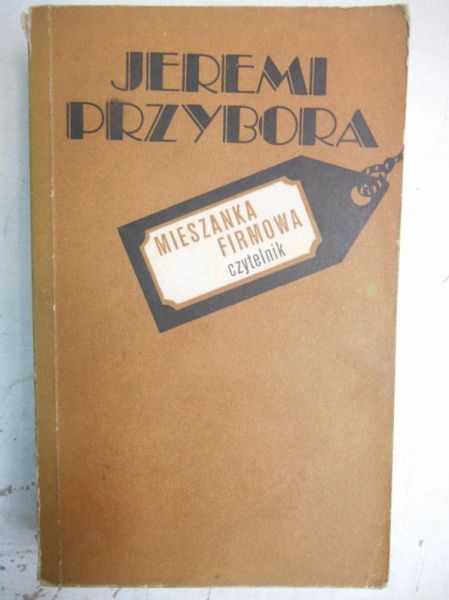 JEREMI
PRZYBORA
MIESZANKA
FIRMOWA
czytelnik